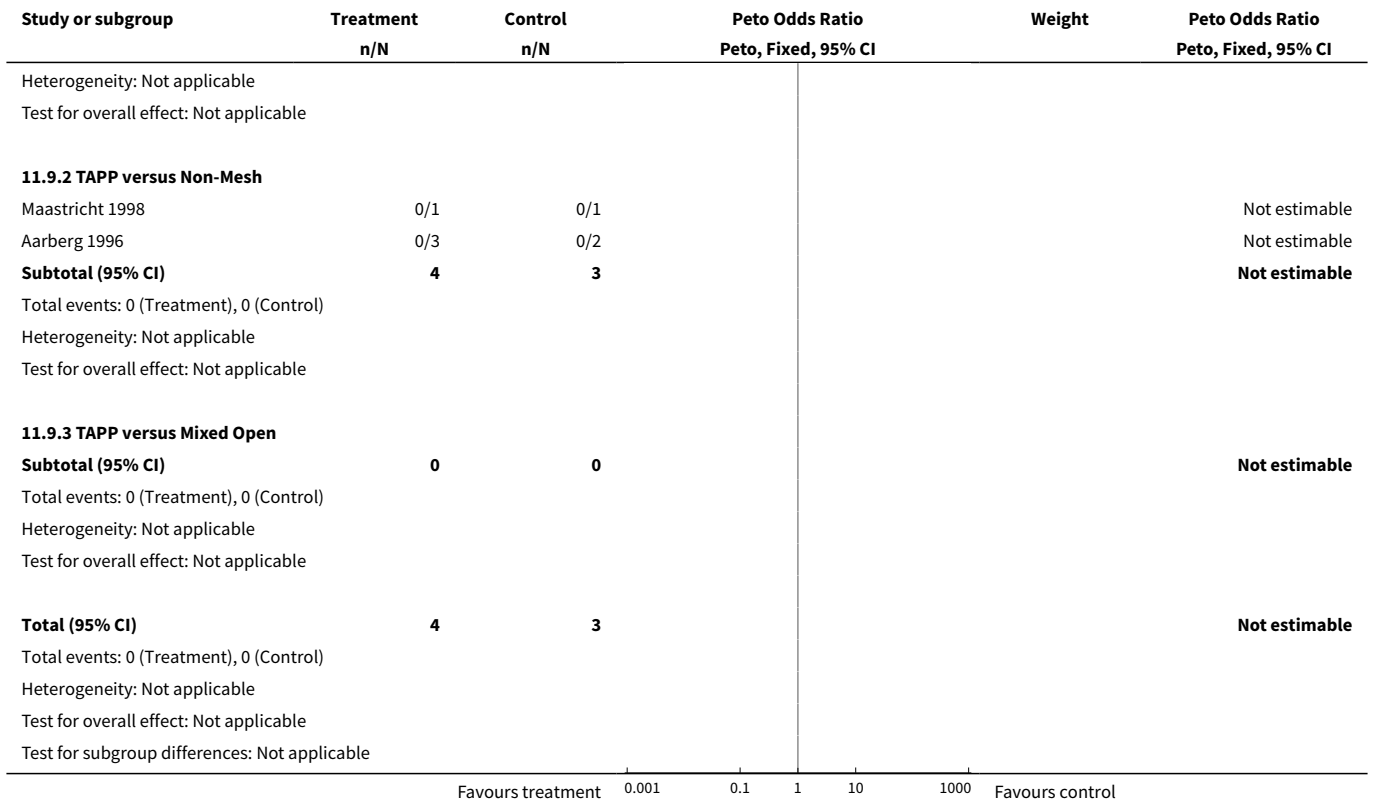 Study or subgroup Treatment Control Peto Odds Ratio Weight Peto Odds Ratio
n/N n/N Peto, Fixed, 95% CI Peto, Fixed, 95% CI
Heterogeneity: Not applicable
Test for overall effect: Not applicable
11.9.2 TAPP versus Non-Mesh
Maastricht 1998 0/1 0/1 Not estimable
Aarberg 1996 0/3 0/2 Not estimable
Subtotal (95% CI) 4 3 Not estimable
Total events: 0 (Treatment), 0 (Control)
Heterogeneity: Not applicable
Test for overall effect: Not applicable
11.9.3 TAPP versus Mixed Open
Subtotal (95% CI) 0 0 Not estimable
Total events: 0 (Treatment), 0 (Control)
Heterogeneity: Not applicable
Test for overall effect: Not applicable
Total (95% CI) 4 3 Not estimable
Total events: 0 (Treatment), 0 (Control)
Heterogeneity: Not applicable
Test for overall effect: Not applicable
Test for subgroup differences: Not applicable
Favours treatment 0.001 0.1 1 10 1000 Favours control